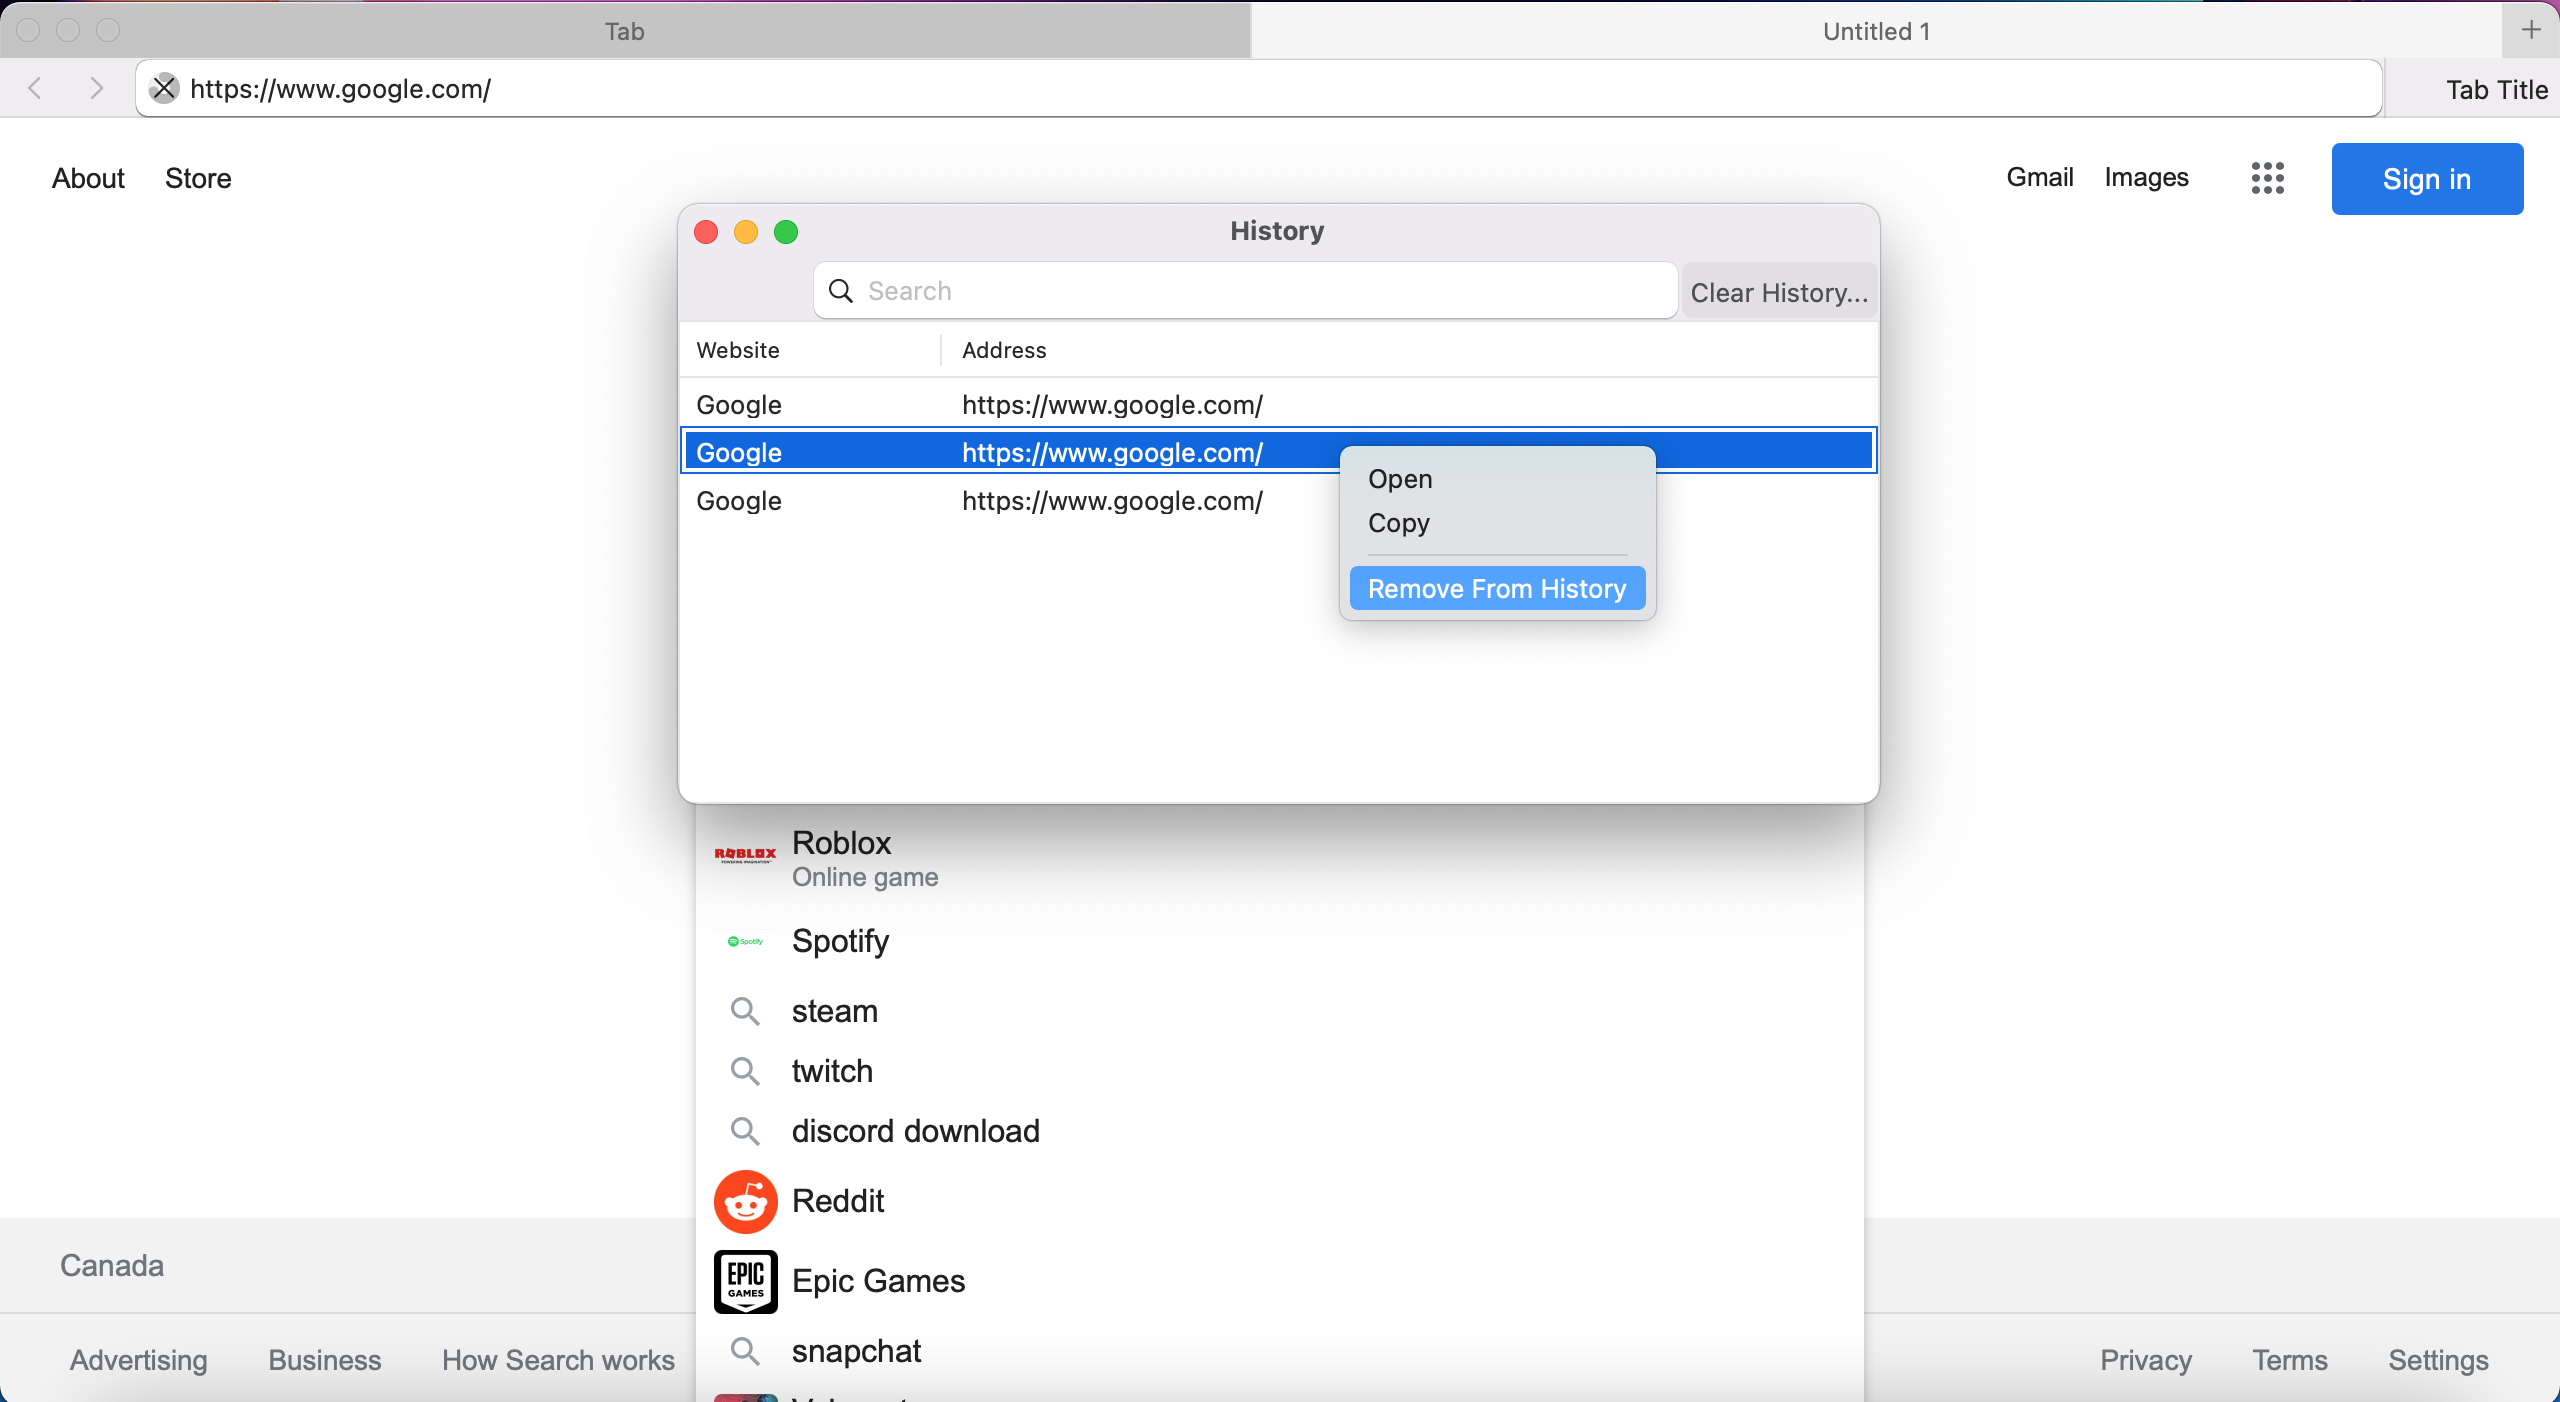 Tab
Untitled 1
https://www.google.com/
Tab Title
About
Store
Gmail
Images
Sign in
History
Search
Clear History...
Website
Address
Google
https://www.google.com/
Google
https://www.google.com/
Google
https://www.google.com/
Open
Copy
Remove From History
ROBLOX
POWERING IMAGINATION
Roblox
Online game
Spotify
Spotify
steam
twitch
discord download
Reddit
EPIC
GAMES
Epic Games
snapchat
Canada
Advertising
Business
How Search works
Privacy
Terms
Settings